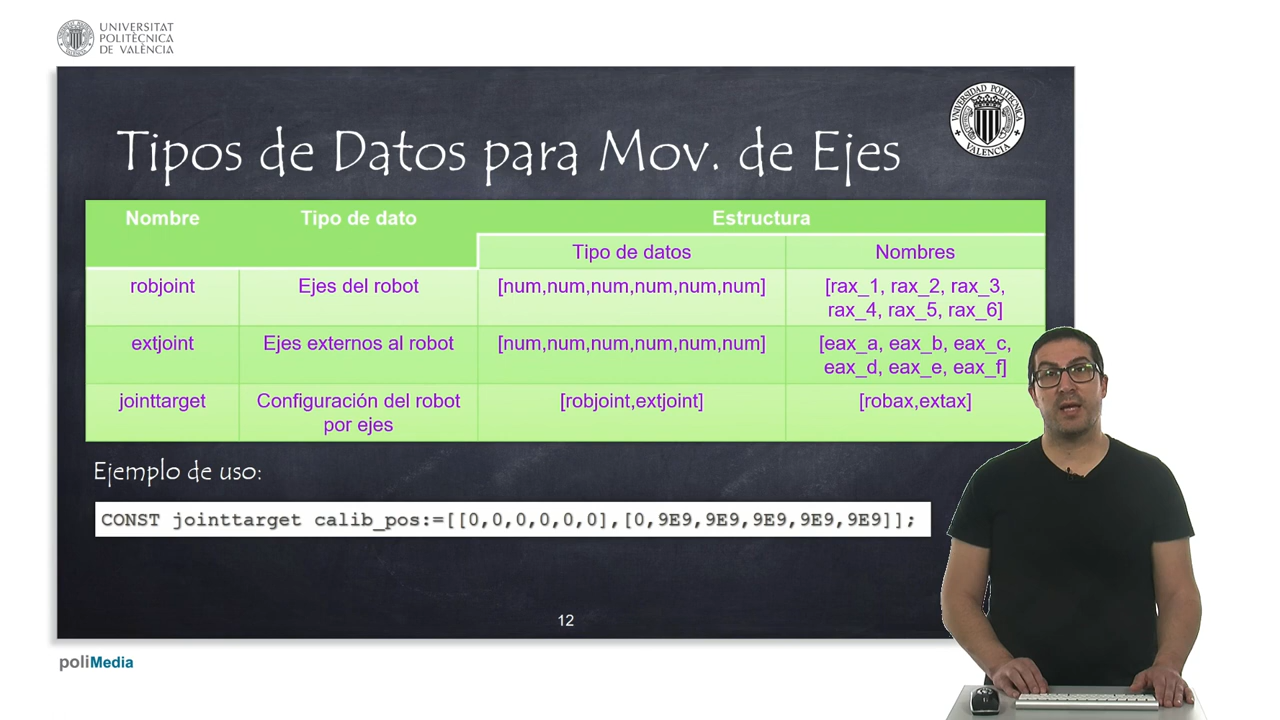 UNIVERSITAT
POLITÈCNICA
DE VALÈNCIA
UNIVERSIDAD POLITECNICA
VALENCIA
Tipos de Datos para Mov. de Ejes
Nombre Tipo de dato Estructura
Tipo de datos Nombres
robjoint Ejes del robot [num,num,num,num,num,num] [rax_1, rax_2, rax_3,
rax_4, rax_5, rax_6]
extjoint Ejes externos al robot [num,num,num,num,num,num] [eax_a, eax_b, eax_c,
eax_d, eax_e, eax_f]
jointtarget Configuración del robot [robjoint,extjoint] [robax,extax]
por ejes
Ejemplo de uso:
CONST jointtarget calib_pos:=[[0,0,0,0,0,0],[0,9E9,9E9,9E9,9E9,9E9]];
12
poliMedia